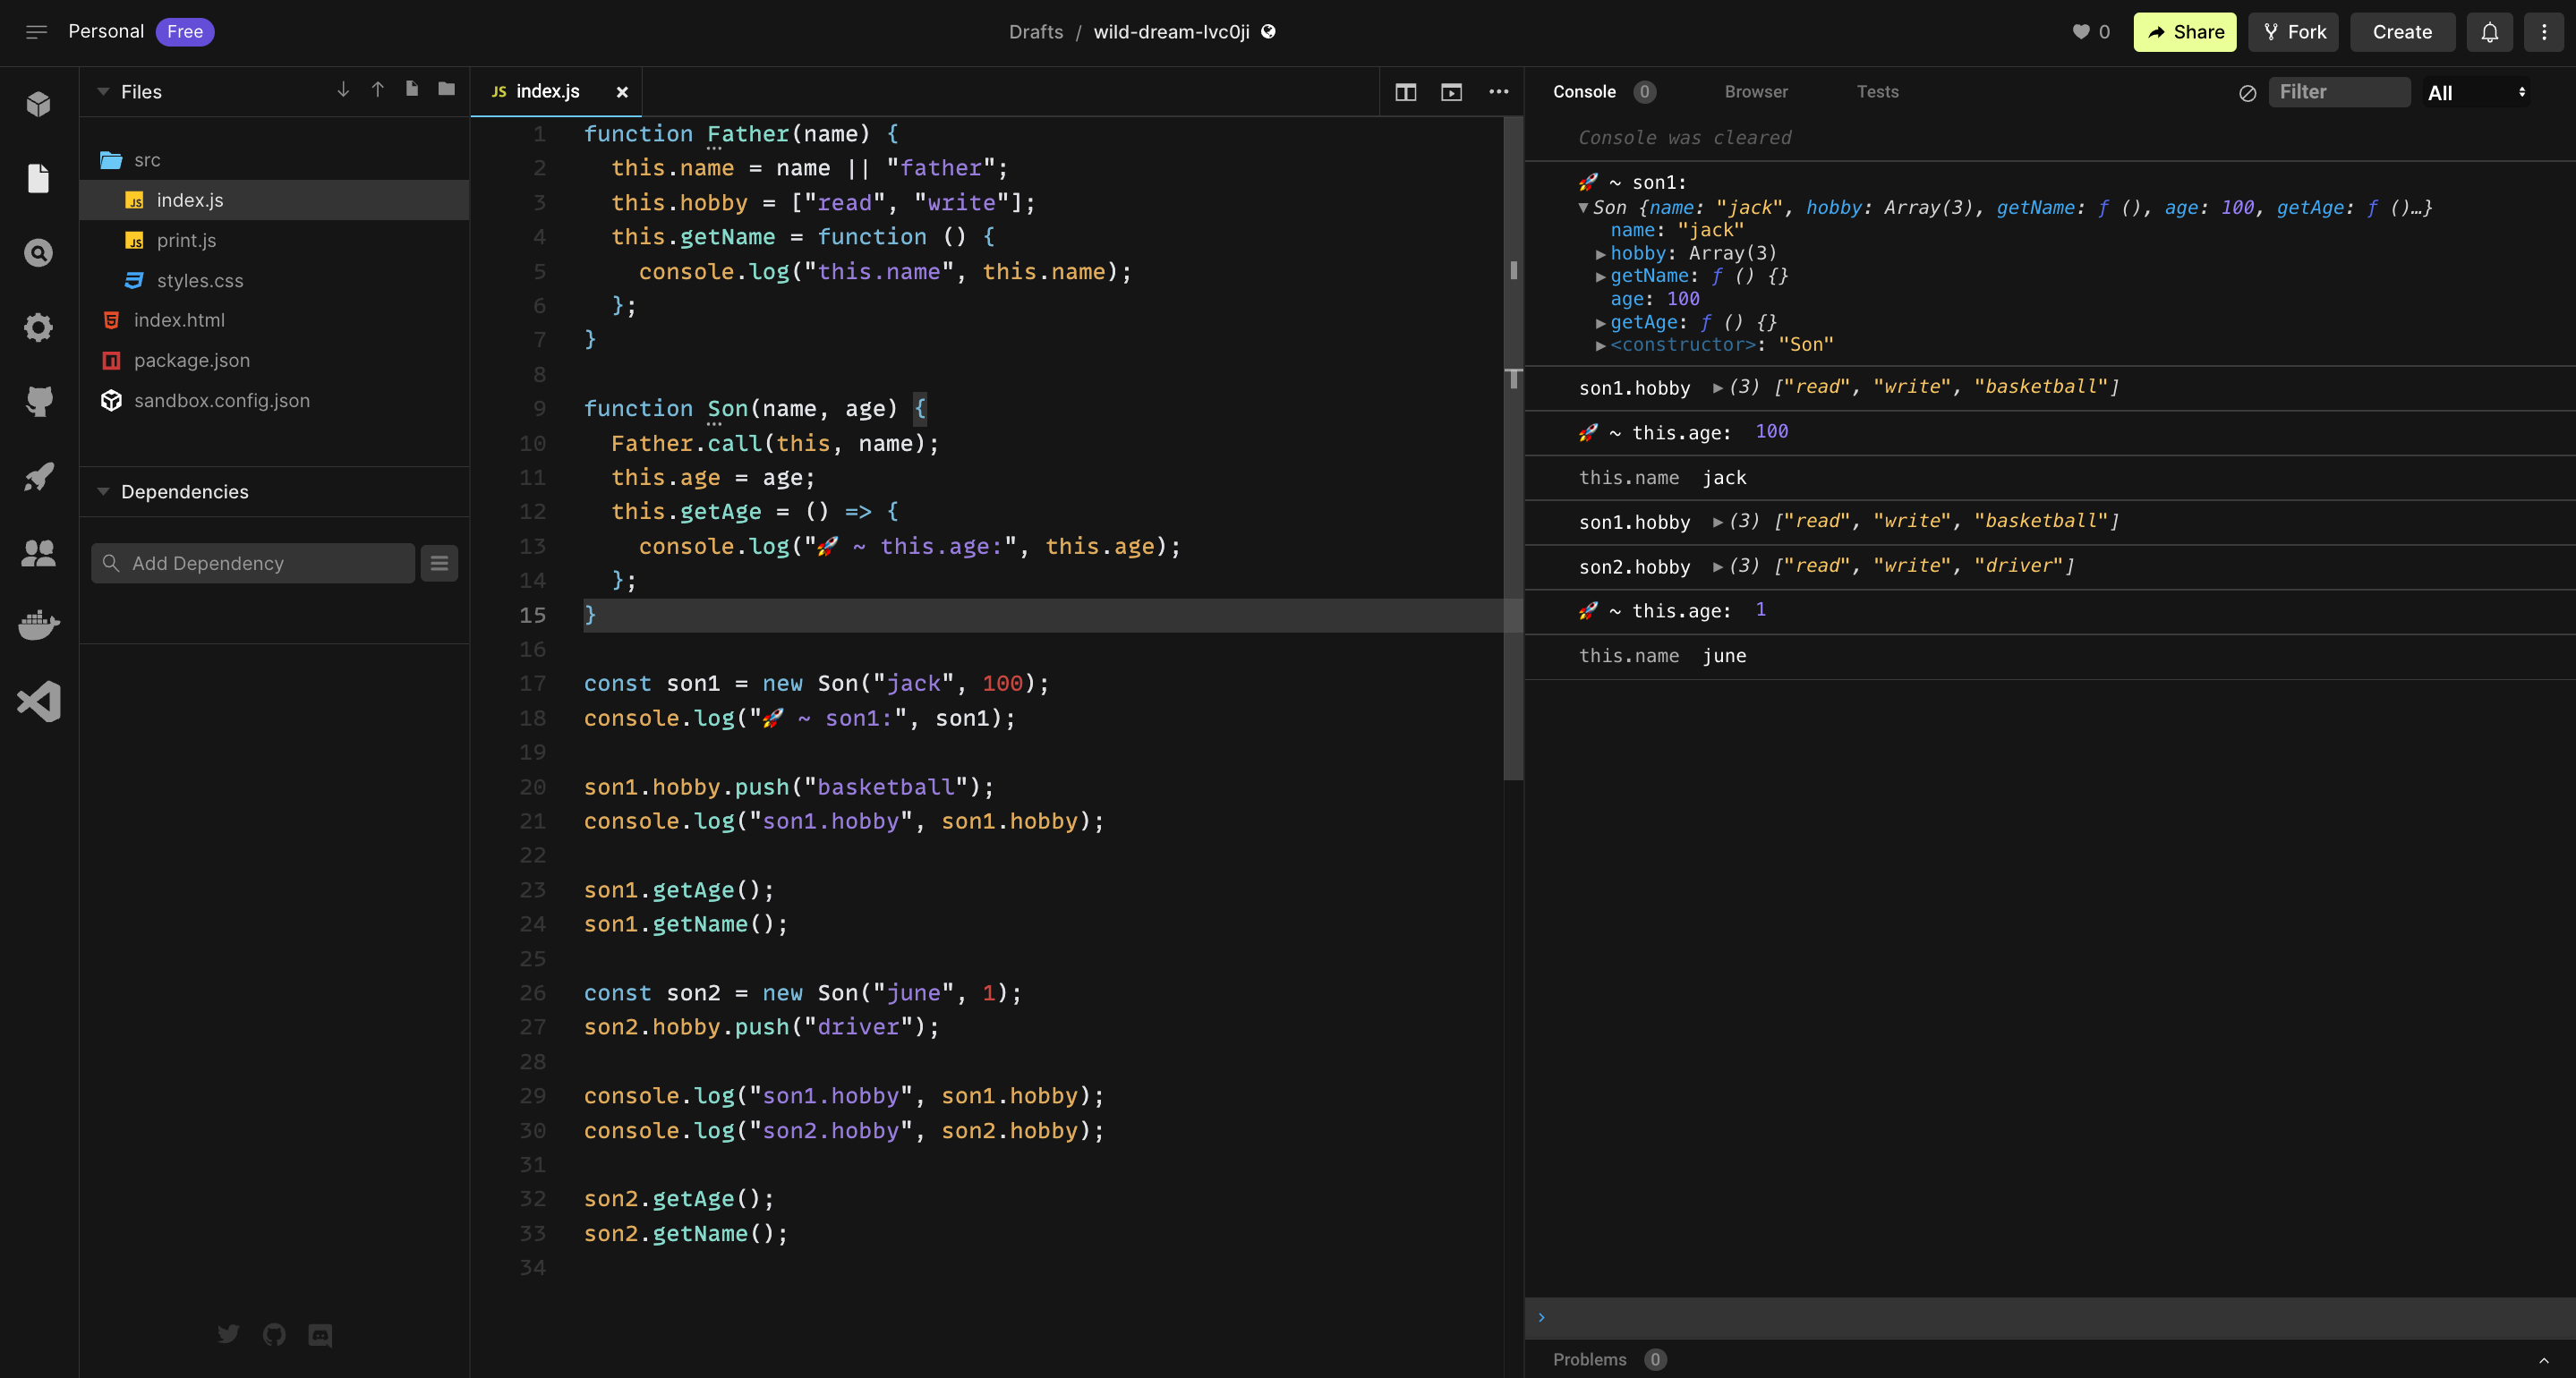 Personal Free
Drafts / wild-dream-lvc0ji
0 Share Fork Create
Files
src
index.js
print.js
styles.css
index.html
package.json
sandbox.config.json
Dependencies
Add Dependency
JS index.js ×
1 function Father(name) {
2 this.name = name || "father";
3 this.hobby = ["read", "write"];
4 this.getName = function () {
5 console.log("this.name", this.name);
6 };
7 }
8
9 function Son(name, age) {
10 Father.call(this, name);
11 this.age = age;
12 this.getAge = () => {
13 console.log("🚀 ~ this.age:", this.age);
14 };
15 }
16
17 const son1 = new Son("jack", 100);
18 console.log("🚀 ~ son1:", son1);
19
20 son1.hobby.push("basketball");
21 console.log("son1.hobby", son1.hobby);
22
23 son1.getAge();
24 son1.getName();
25
26 const son2 = new Son("june", 1);
27 son2.hobby.push("driver");
28
29 console.log("son1.hobby", son1.hobby);
30 console.log("son2.hobby", son2.hobby);
31
32 son2.getAge();
33 son2.getName();
34
Console 0 Browser Tests Filter All
Console was cleared
🚀 ~ son1:
▼Son {name: "jack", hobby: Array(3), getName: ƒ (), age: 100, getAge: ƒ ()…}
name: "jack"
▶hobby: Array(3)
▶getName: ƒ () {}
age: 100
▶getAge: ƒ () {}
▶<constructor>: "Son"
son1.hobby ▶(3) ["read", "write", "basketball"]
🚀 ~ this.age: 100
this.name jack
son1.hobby ▶(3) ["read", "write", "basketball"]
son2.hobby ▶(3) ["read", "write", "driver"]
🚀 ~ this.age: 1
this.name june
›
Problems 0